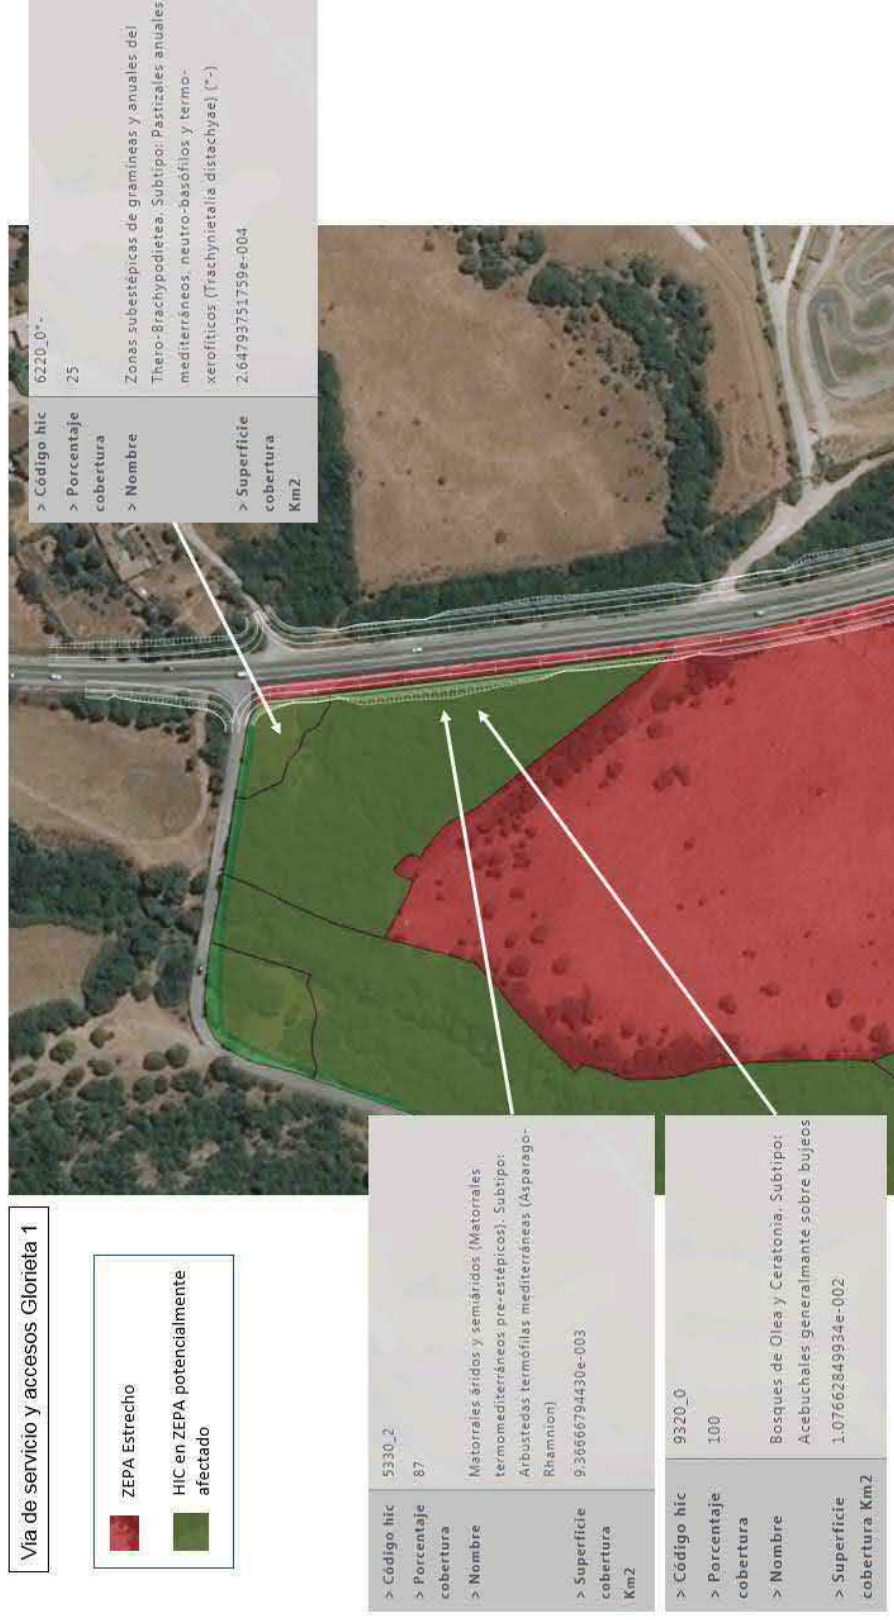 Vía de servicio y accesos Glorieta 1
ZEPA Estrecho
HIC en ZEPA potencialmente
afectado
> Código hic 5330_2
> Porcentaje 87
cobertura
> Nombre Matorrales áridos y semiáridos (Matorrales
termomediterráneos pre-estépicos). Subtipo:
Arbustedas termófilas mediterráneas (Asparago-
Rhamnion)
> Superficie 9.36666794430e-003
cobertura
Km2
> Código hic 9320_0
> Porcentaje 100
cobertura
> Nombre Bosques de Olea y Ceratonia. Subtipo:
Acebuchales generalmante sobre bujeos
> Superficie 1.07662849934e-002
cobertura Km2
> Código hic 6220_0*-
> Porcentaje 25
cobertura
> Nombre Zonas subestépicas de gramíneas y anuales del
Thero-Brachypodietea. Subtipo: Pastizales anuales
mediterráneos, neutro-basófilos y termo-
xerofíticos (Trachynietalia distachyae) (*-)
> Superficie 2.64793751759e-004
cobertura
Km2